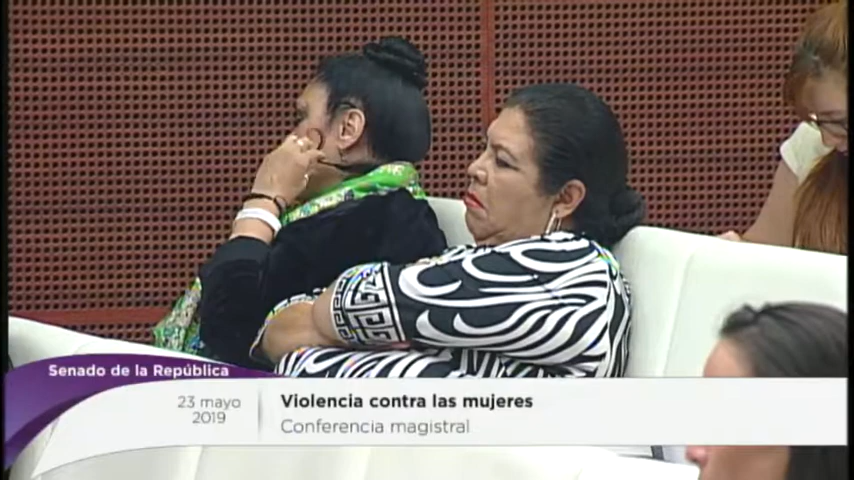 Senado de la República
23 mayo
2019
Violencia contra las mujeres
Conferencia magistral